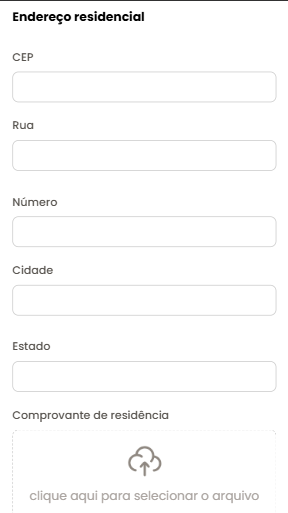 Endereço residencial
CEP
Rua
Número
Cidade
Estado
Comprovante de residência
clique aqui para selecionar o arquivo